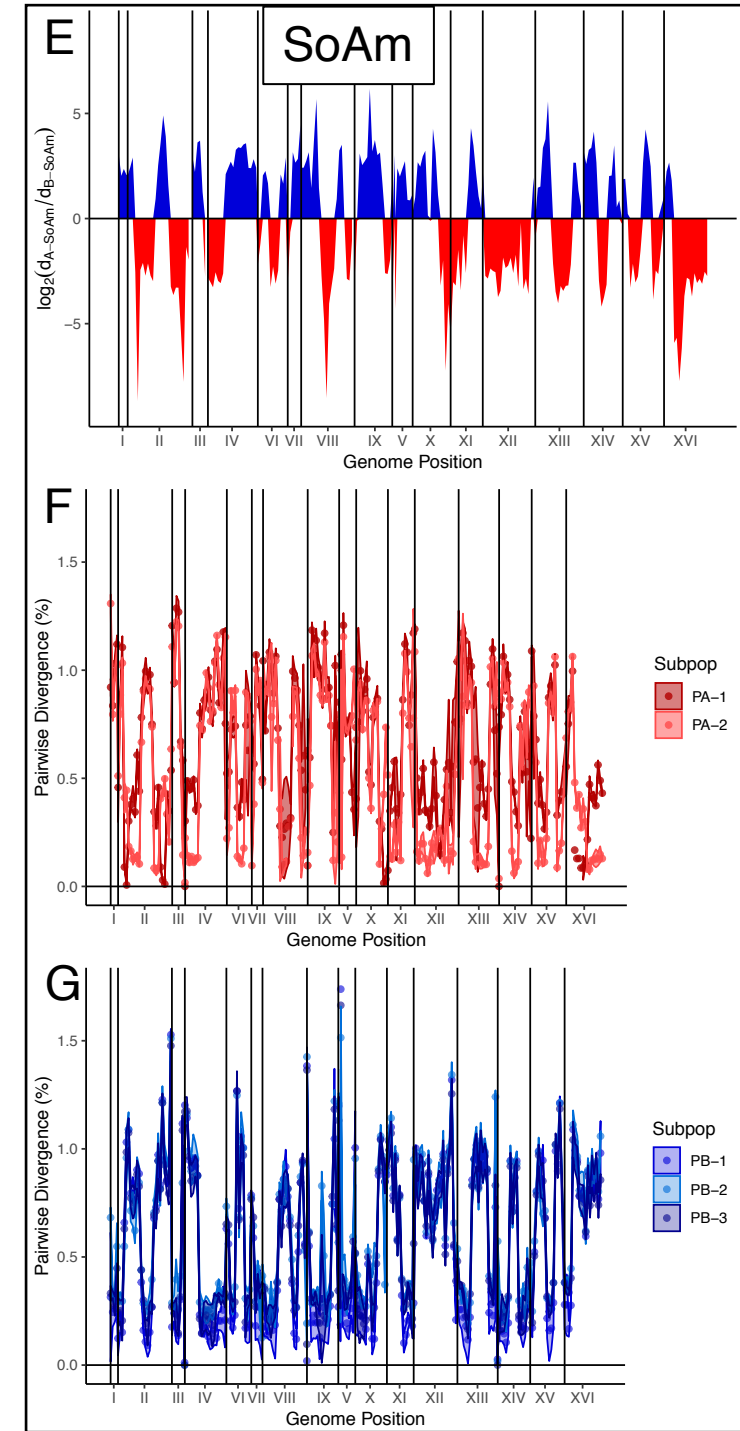 E
SoAm
log2(dA−SoAm/dB−SoAm)
5
0
−5
I II III IV VI VII VIII IX V X XI XII XIII XIV XV XVI
Genome Position
F
Pairwise Divergence (%)
1.5
1.0
0.5
0.0
I II III IV VI VII VIII IX V X XI XII XIII XIV XV XVI
Genome Position
Subpop
PA−1
PA−2
G
Pairwise Divergence (%)
1.5
1.0
0.5
0.0
I II III IV VI VII VIII IX V X XI XII XIII XIV XV XVI
Genome Position
Subpop
PB−1
PB−2
PB−3